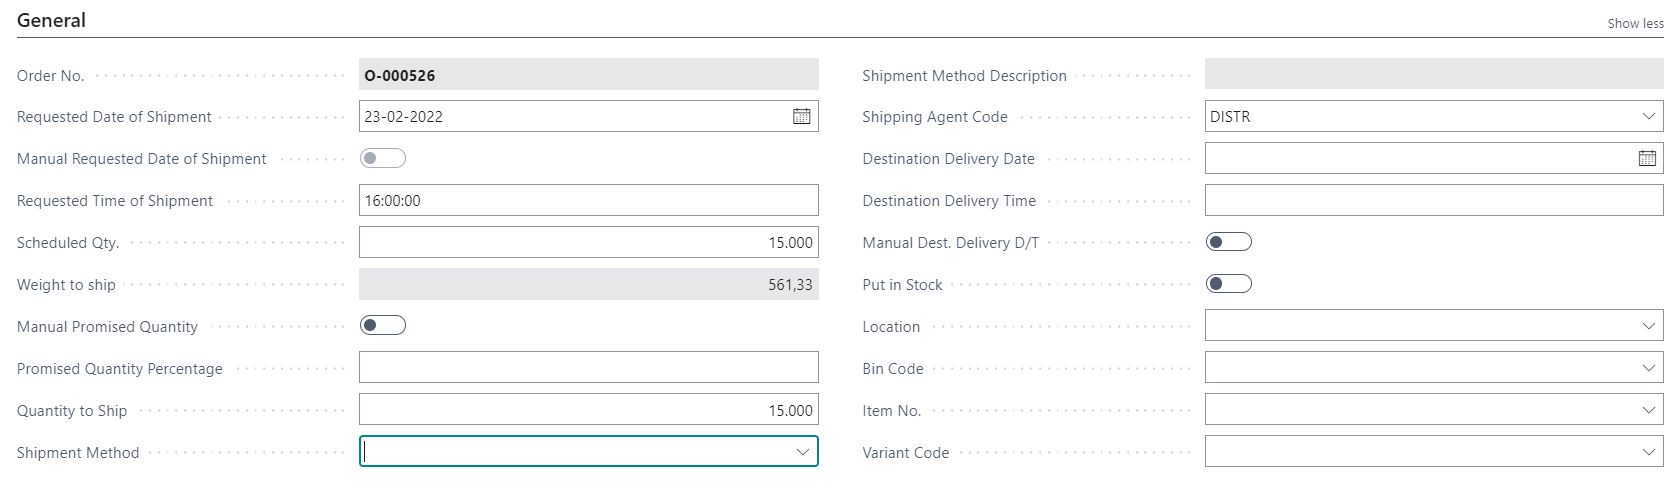 General
Show less
Order No.
O-000526
Requested Date of Shipment
23-02-2022
Manual Requested Date of Shipment
Requested Time of Shipment
16:00:00
Scheduled Qty.
15.000
Weight to ship
561,33
Manual Promised Quantity
Promised Quantity Percentage
Quantity to Ship
15.000
Shipment Method
Shipment Method Description
Shipping Agent Code
DISTR
Destination Delivery Date
Destination Delivery Time
Manual Dest. Delivery D/T
Put in Stock
Location
Bin Code
Item No.
Variant Code